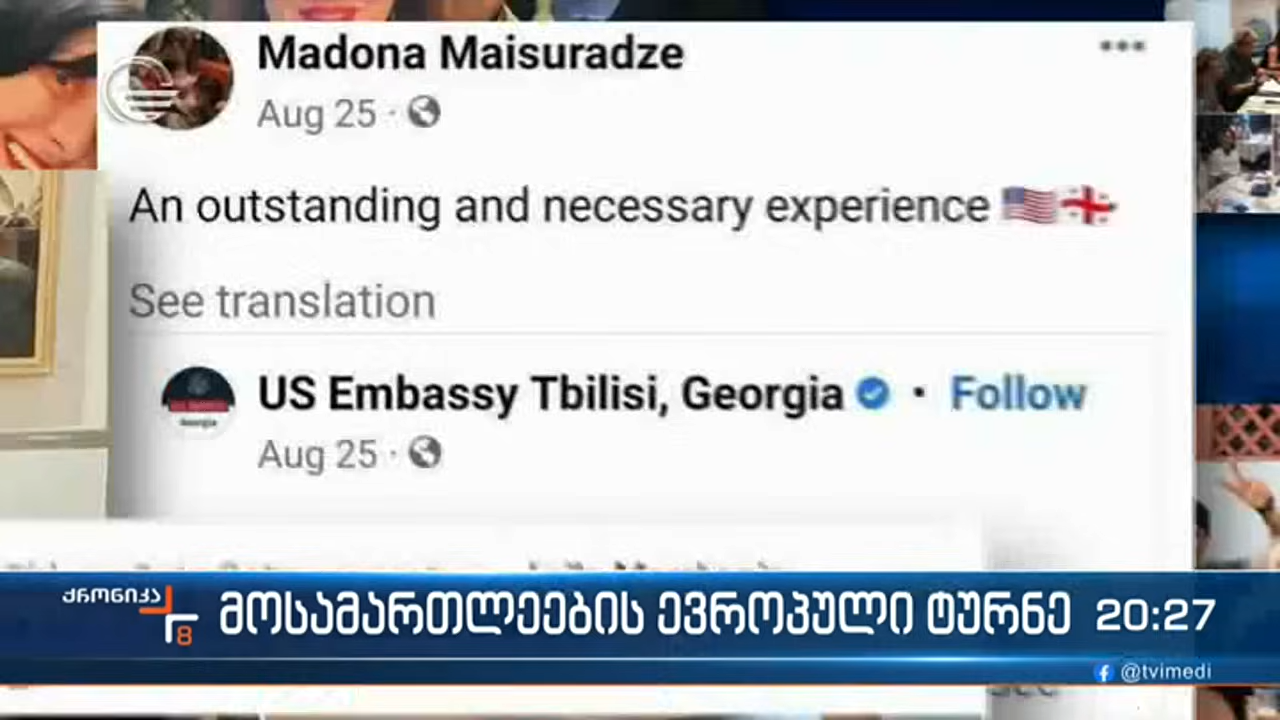 Madona Maisuradze
Aug 25 ·
An outstanding and necessary experience 🇺🇸🇬🇪
See translation
US Embassy Tbilisi, Georgia · Follow
Aug 25 ·
ქრონიკა
8
მოსამართლეების ევროპული ტურნე 20:27
@tvimedi